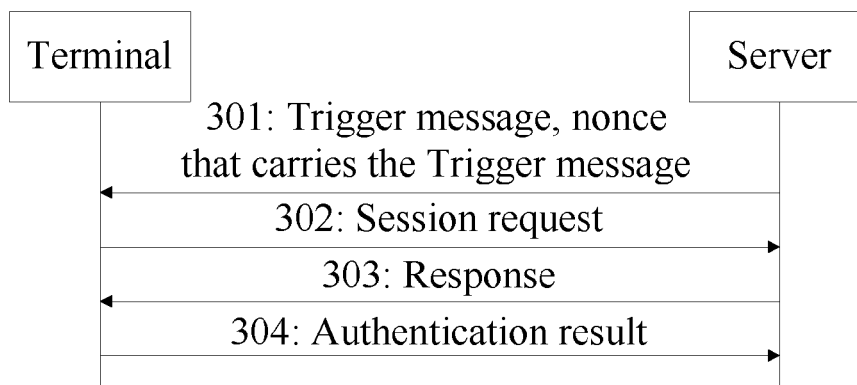 Terminal
Server
301: Trigger message, nonce
that carries the Trigger message
302: Session request
303: Response
304: Authentication result